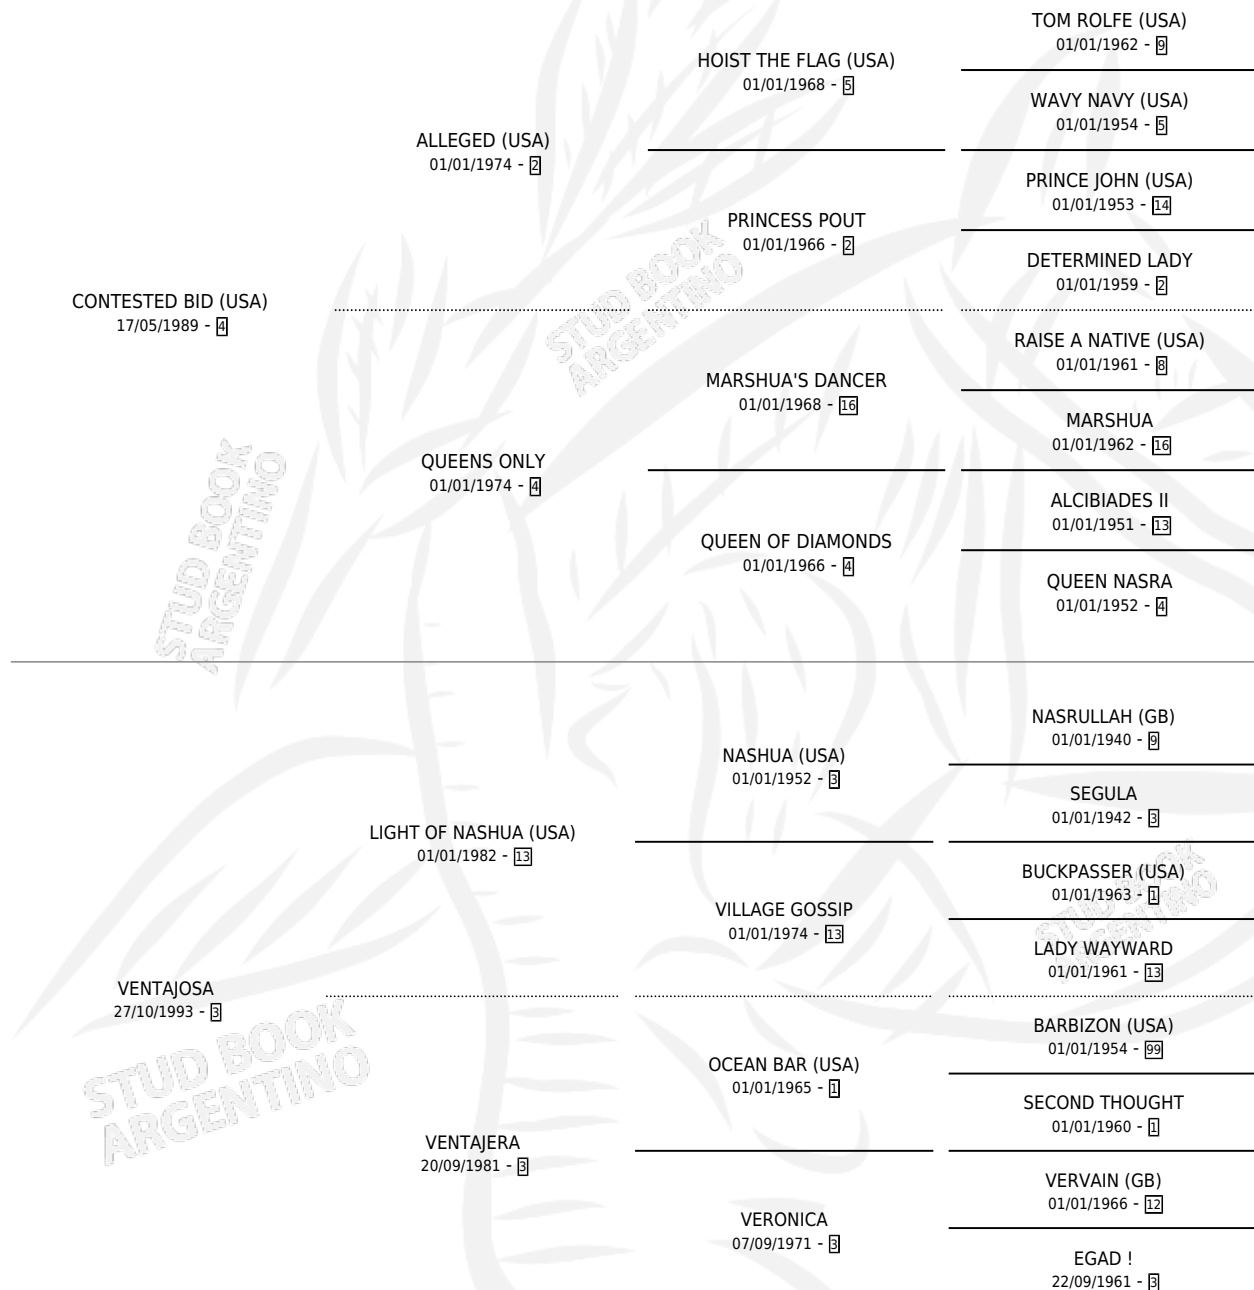 TOM ROLFE (USA)
01/01/1962 - 9
HOIST THE FLAG (USA)
01/01/1968 - 5
WAVY NAVY (USA)
01/01/1954 - 5
ALLEGED (USA)
01/01/1974 - 2
PRINCE JOHN (USA)
01/01/1953 - 14
PRINCESS POUT
01/01/1966 - 2
DETERMINED LADY
01/01/1959 - 2
CONTESTED BID (USA)
17/05/1989 - 4
RAISE A NATIVE (USA)
01/01/1961 - 8
MARSHUA'S DANCER
01/01/1968 - 16
MARSHUA
01/01/1962 - 16
QUEENS ONLY
01/01/1974 - 4
ALCIBIADES II
01/01/1951 - 13
QUEEN OF DIAMONDS
01/01/1966 - 4
QUEEN NASRA
01/01/1952 - 4
NASRULLAH (GB)
01/01/1940 - 9
NASHUA (USA)
01/01/1952 - 3
SEGULA
01/01/1942 - 3
LIGHT OF NASHUA (USA)
01/01/1982 - 13
BUCKPASSER (USA)
01/01/1963 - 1
VILLAGE GOSSIP
01/01/1974 - 13
LADY WAYWARD
01/01/1961 - 13
VENTAJOSA
27/10/1993 - 3
BARBIZON (USA)
01/01/1954 - 99
OCEAN BAR (USA)
01/01/1965 - 1
SECOND THOUGHT
01/01/1960 - 1
VENTAJERA
20/09/1981 - 3
VERVAIN (GB)
01/01/1966 - 12
VERONICA
07/09/1971 - 3
EGAD !
22/09/1961 - 3
STUD BOOK
ARGENTINO
STUD BOOK
ARGENTINO
STUD BOOK
ARGENTINO
STUD BOOK
ARGENTINO